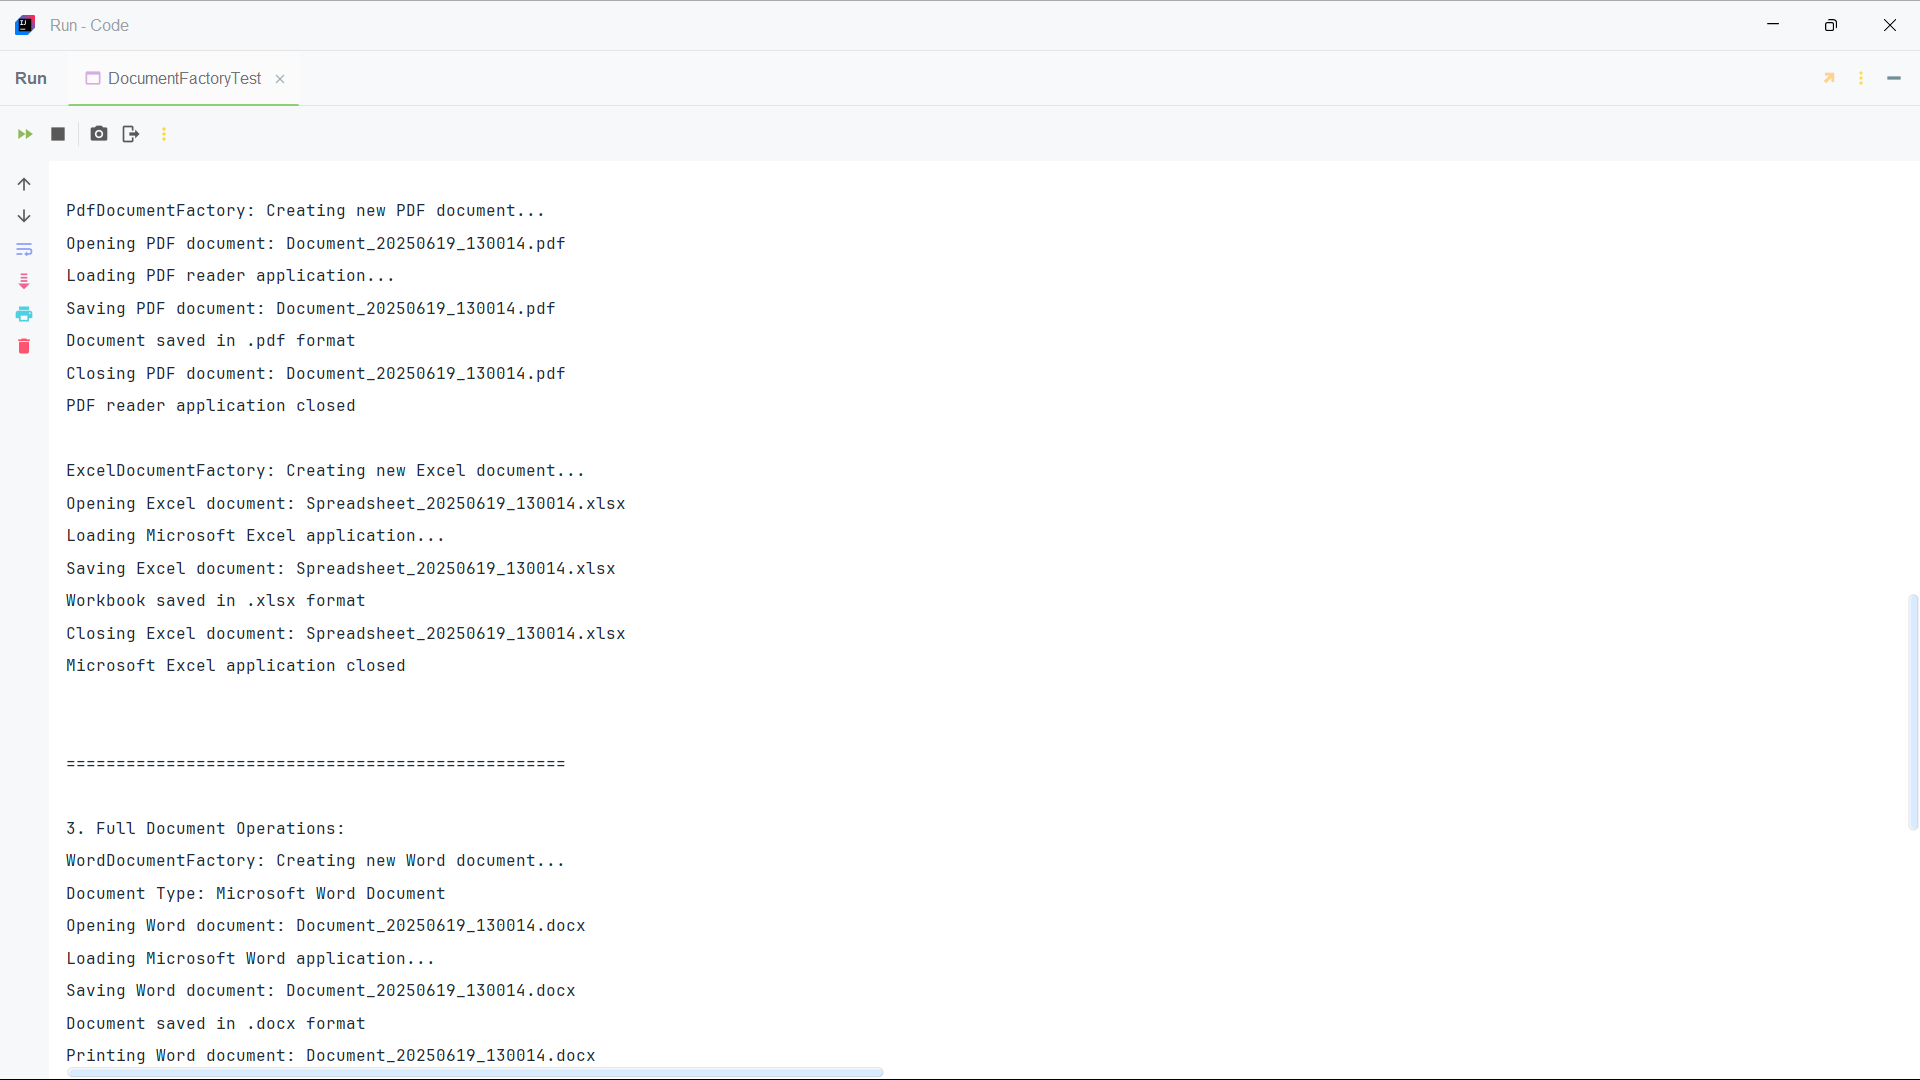 Run - Code
Run
DocumentFactoryTest
PdfDocumentFactory: Creating new PDF document...
Opening PDF document: Document_20250619_130014.pdf
Loading PDF reader application...
Saving PDF document: Document_20250619_130014.pdf
Document saved in .pdf format
Closing PDF document: Document_20250619_130014.pdf
PDF reader application closed
ExcelDocumentFactory: Creating new Excel document...
Opening Excel document: Spreadsheet_20250619_130014.xlsx
Loading Microsoft Excel application...
Saving Excel document: Spreadsheet_20250619_130014.xlsx
Workbook saved in .xlsx format
Closing Excel document: Spreadsheet_20250619_130014.xlsx
Microsoft Excel application closed
==================================================
3. Full Document Operations:
WordDocumentFactory: Creating new Word document...
Document Type: Microsoft Word Document
Opening Word document: Document_20250619_130014.docx
Loading Microsoft Word application...
Saving Word document: Document_20250619_130014.docx
Document saved in .docx format
Printing Word document: Document_20250619_130014.docx